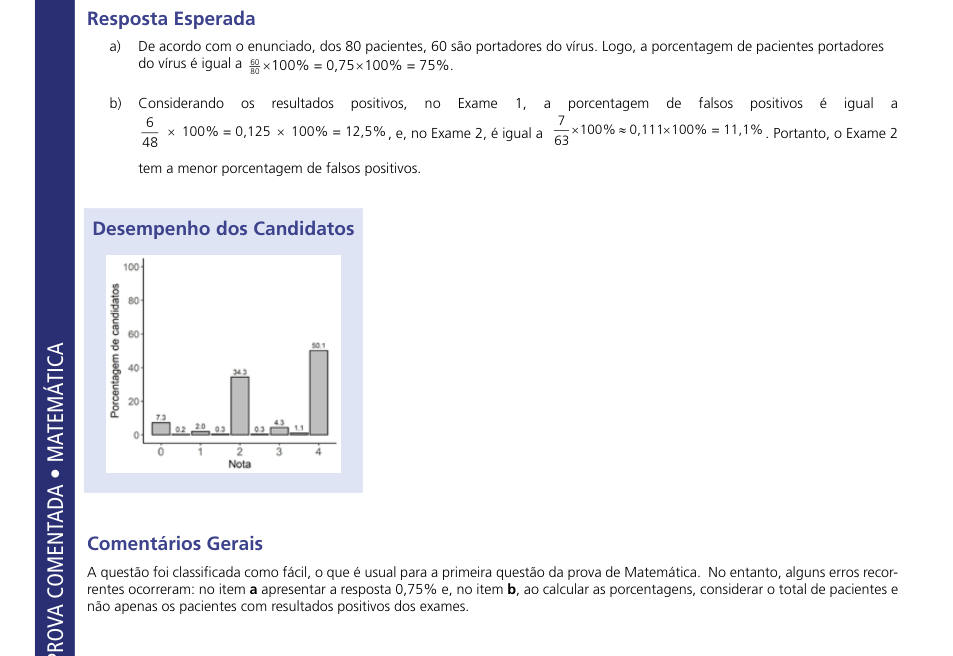 Resposta Esperada
a) De acordo com o enunciado, dos 80 pacientes, 60 são portadores do vírus. Logo, a porcentagem de pacientes portadores
do vírus é igual a 60/80 ×100% = 0,75×100% = 75%.
b) Considerando os resultados positivos, no Exame 1, a porcentagem de falsos positivos é igual a
6/48 × 100% = 0,125 × 100% = 12,5% , e, no Exame 2, é igual a 7/63 ×100% ≈ 0,111×100% = 11,1% . Portanto, o Exame 2
tem a menor porcentagem de falsos positivos.
Desempenho dos Candidatos
Porcentagem de candidatos
100
80
60
40
20
0
7.3
0.2
2.0
0.3
34.3
0.3
4.3
1.1
50.1
0 1 2 3 4
Nota
Comentários Gerais
A questão foi classificada como fácil, o que é usual para a primeira questão da prova de Matemática. No entanto, alguns erros recor-
rentes ocorreram: no item a apresentar a resposta 0,75% e, no item b, ao calcular as porcentagens, considerar o total de pacientes e
não apenas os pacientes com resultados positivos dos exames.
PROVA COMENTADA • MATEMÁTICA